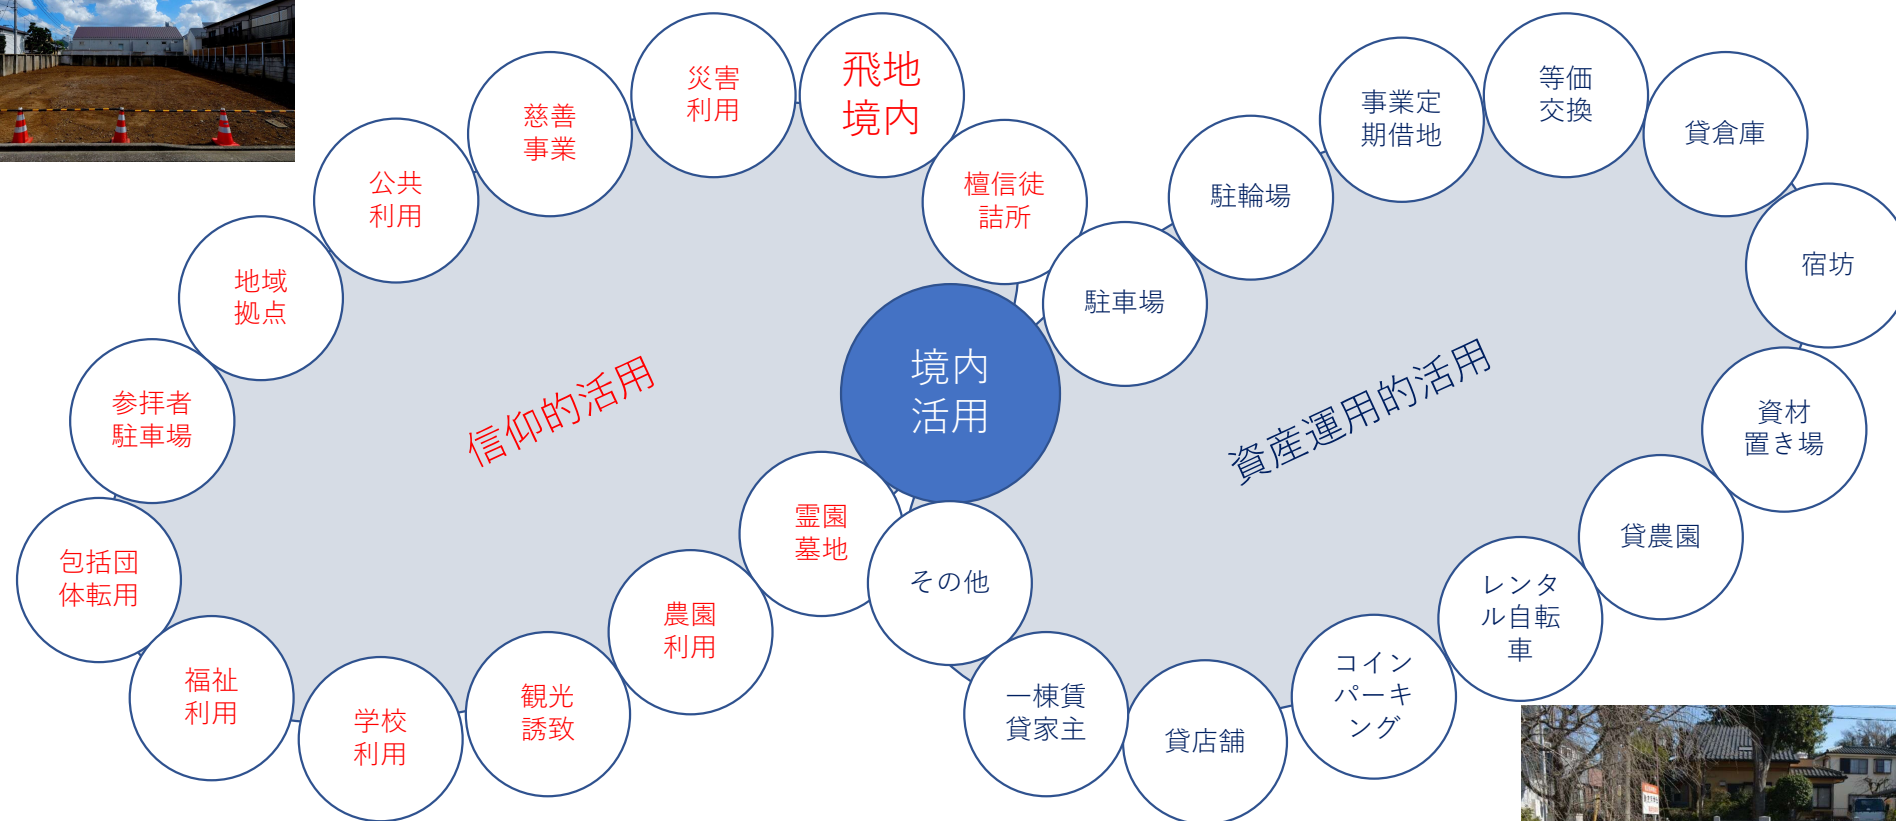 災害
利用
飛地
境内
慈善
事業
公共
利用
檀信徒
詰所
地域
拠点
参拝者
駐車場
包括団
体転用
福祉
利用
学校
利用
観光
誘致
農園
利用
霊園
墓地
信仰的活用
境内
活用
駐車場
駐輪場
事業定
期借地
等価
交換
貸倉庫
宿坊
資材
置き場
貸農園
レンタ
ル自転
車
コイン
パーキ
ング
貸店舗
一棟賃
貸家主
その他
資産運用的活用